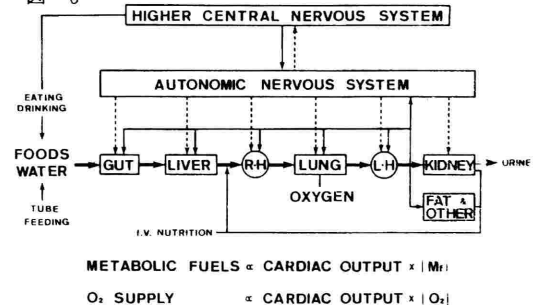 HIGHER CENTRAL NERVOUS SYSTEM
AUTONOMIC NERVOUS SYSTEM
EATING
DRINKING
FOODS
WATER
GUT
LIVER
R·H
LUNG
L·H
KIDNEY
URINE
OXYGEN
FAT &
OTHER
TUBE
FEEDING
I.V. NUTRITION
METABOLIC FUELS ∝ CARDIAC OUTPUT × |Mf|
O₂ SUPPLY ∝ CARDIAC OUTPUT × |O₂|